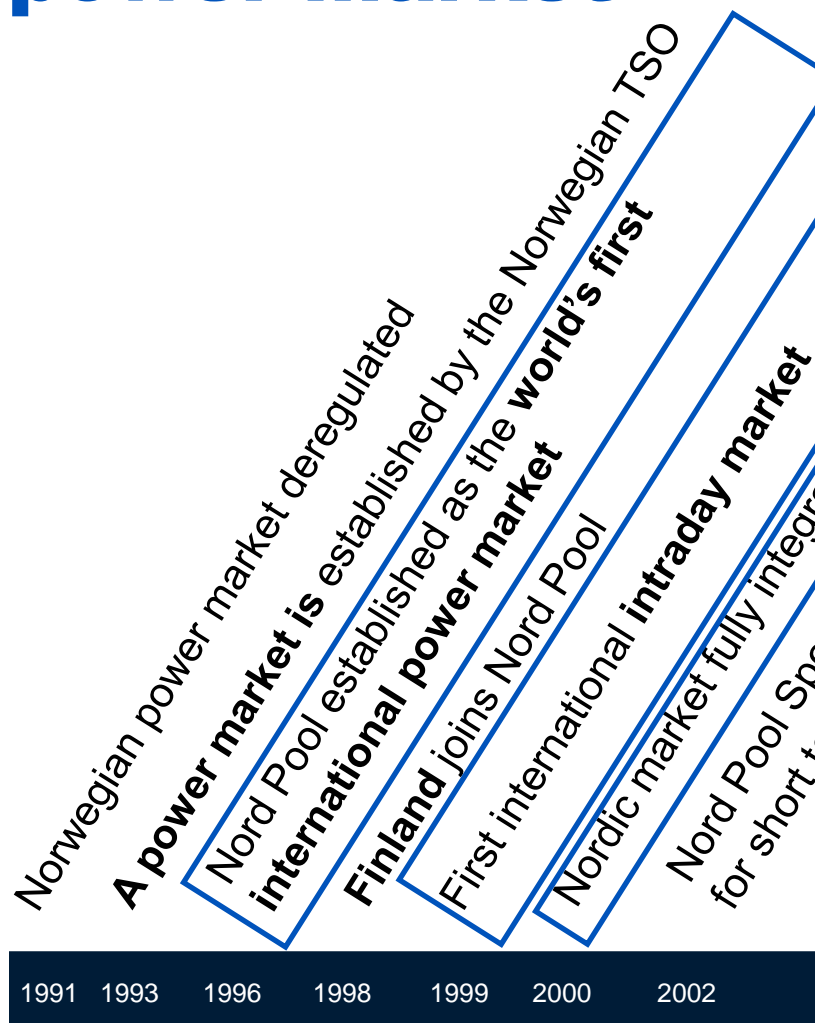 Norwegian power market deregulated
A power market is established by the Norwegian TSO
Nord Pool established as the world's first
international power market
Finland joins Nord Pool
First international intraday market
Nordic market fully
Nord Pool
for short
1991 1993 1996 1998 1999 2000 2002